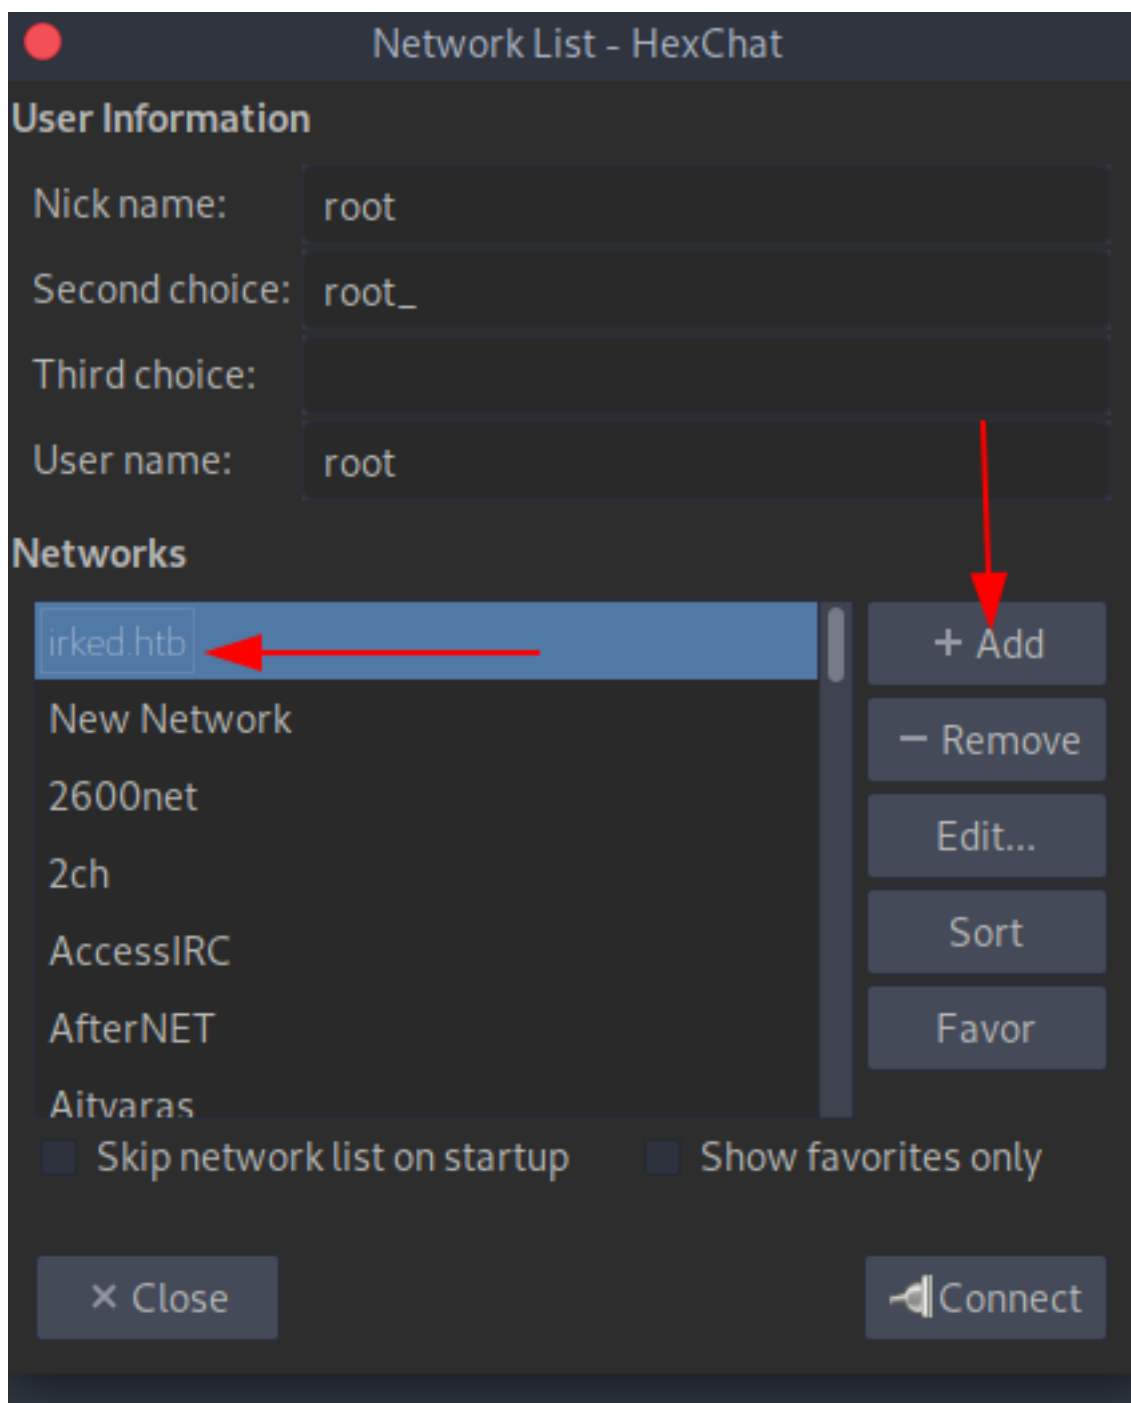 Network List - HexChat
User Information
Nick name: root
Second choice: root_
Third choice:
User name: root
Networks
irked.htb
+ Add
New Network
− Remove
2600net
Edit...
2ch
Sort
AccessIRC
AfterNET
Favor
Aitvaras
Skip network list on startup
Show favorites only
× Close
Connect